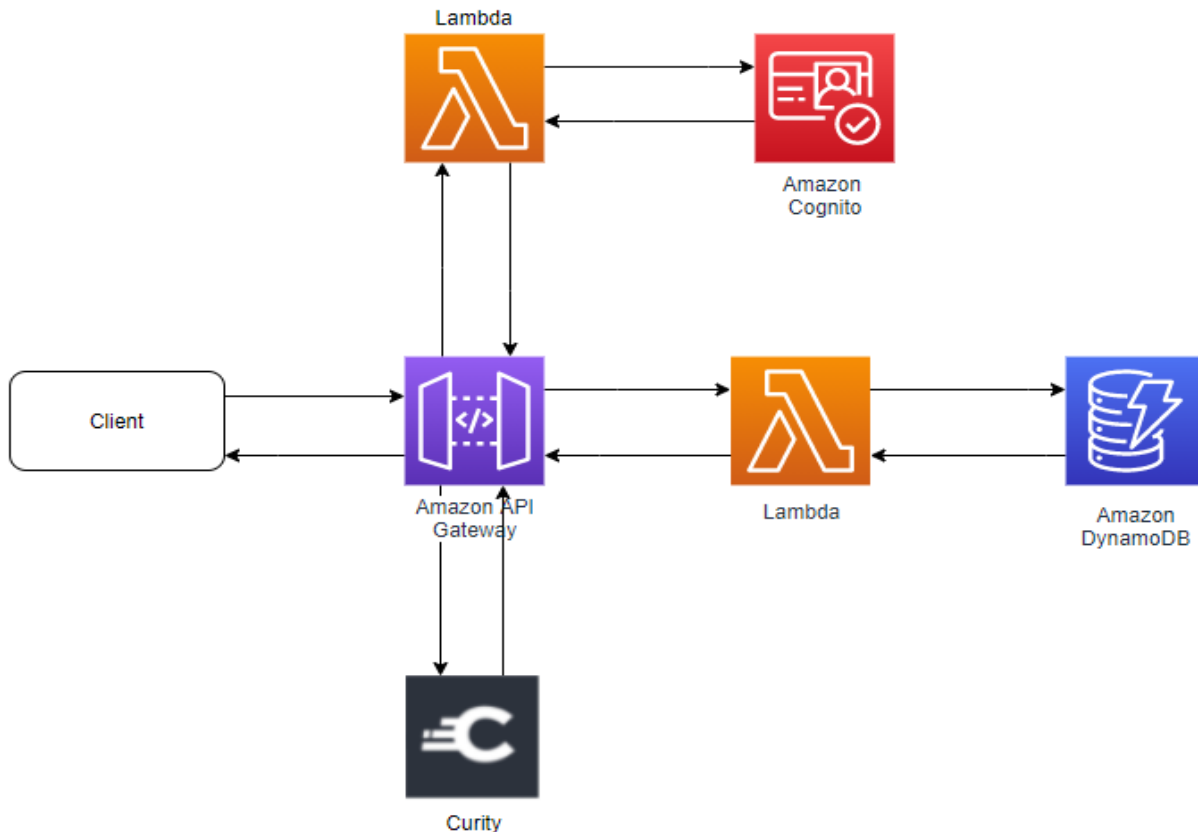 Lambda
Amazon
Cognito
Client
</>
Amazon API
Gateway
Lambda
Amazon
DynamoDB
C
Curity